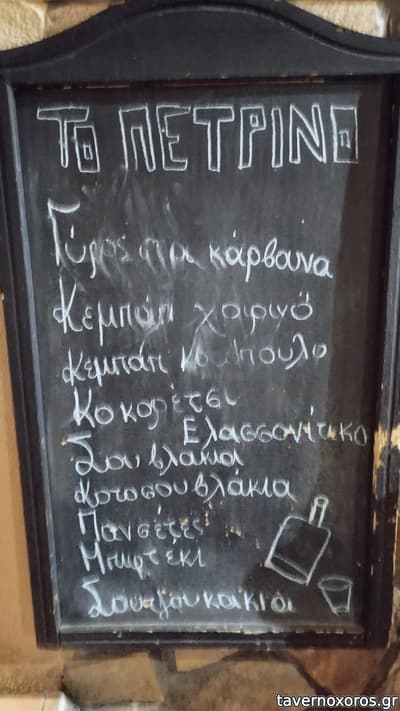 ΤΟ ΠΕΤΡΙΝΟ
Γύρος στα κάρβουνα
Κεμπάπ χοιρινό
Κεμπάπ κοτόπουλο
Κοκορέτσι
Ελασσονίτικο
Σουβλάκια
Κοτοσουβλάκια
Πανσέτες
Μπιφτέκι
Σουτζουκάκια
tavernoxoros.gr